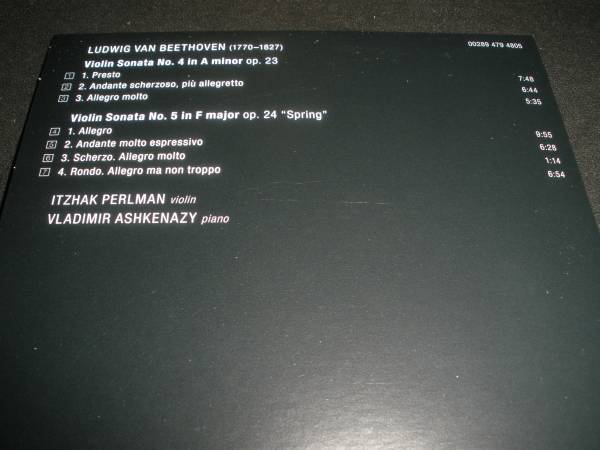 LUDWIG VAN BEETHOVEN (1770–1827) 00289 479 4805
Violin Sonata No. 4 in A minor op. 23
1 1. Presto 7:48
2 2. Andante scherzoso, più allegretto 6:44
3 3. Allegro molto 5:35
Violin Sonata No. 5 in F major op. 24 “Spring”
4 1. Allegro 9:55
5 2. Andante molto espressivo 6:28
6 3. Scherzo. Allegro molto 1:14
7 4. Rondo. Allegro ma non troppo 6:54
ITZHAK PERLMAN violin
VLADIMIR ASHKENAZY piano